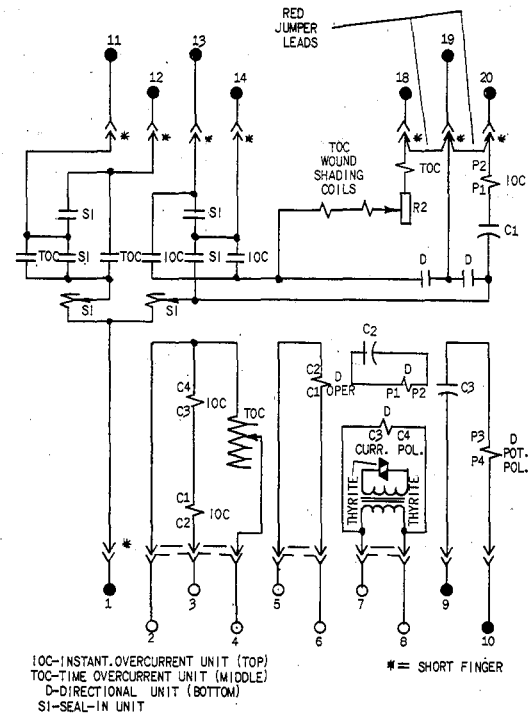 RED
JUMPER
LEADS
11
13
19
12
14
18
20
* * * * * * *
TOC
WOUND
SHADING
COILS
TOC
P2
P1
IOC
SI
SI
R2
C1
TOC
SI
TOC
IOC
SI
IOC
D
D
SI
SI
C2
C4
C3
IOC
TOC
C2
C1
D
OPER
D
P1
P2
C3
D
C3
C4
CURR.
POL.
P3
P4
D
POT.
POL.
C1
C2
IOC
THYRITE
THYRITE
*
1
2
3
4
5
6
7
8
9
10
IOC-INSTANT.OVERCURRENT UNIT (TOP)
TOC-TIME OVERCURRENT UNIT (MIDDLE)
D-DIRECTIONAL UNIT (BOTTOM)
SI-SEAL-IN UNIT
*= SHORT FINGER